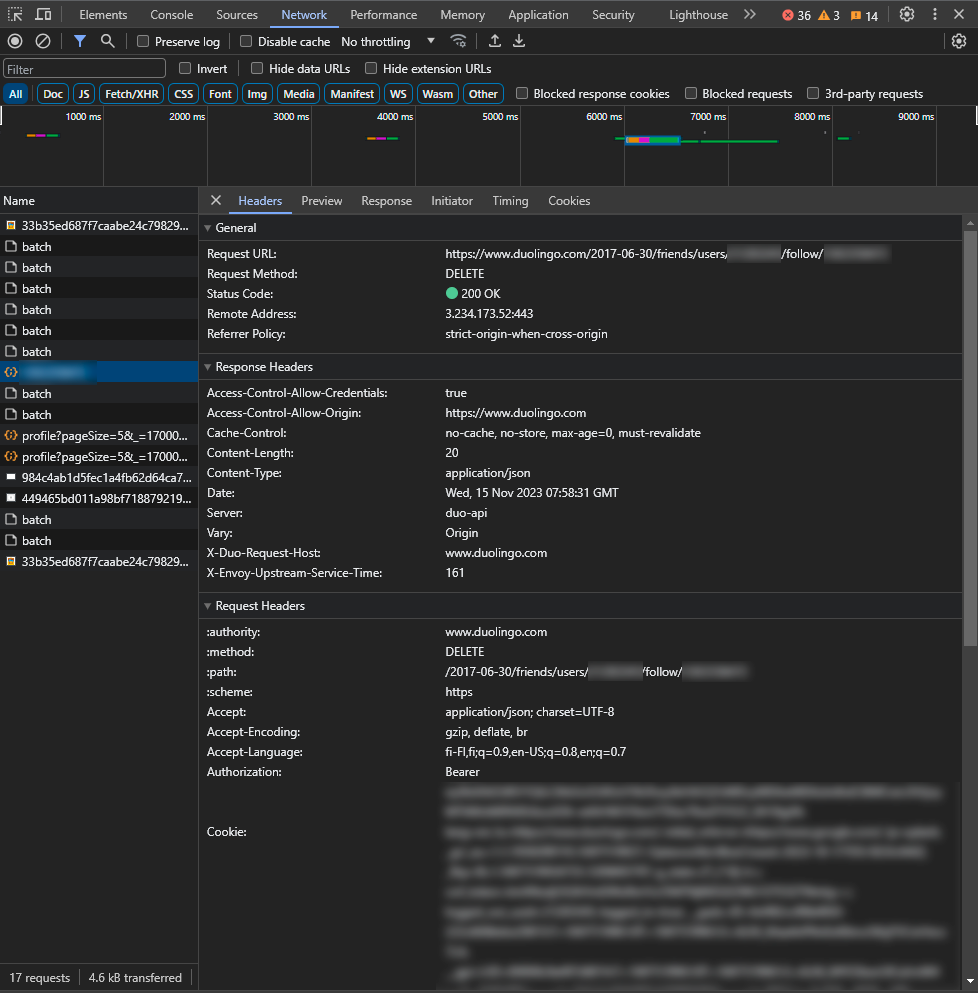 Elements Console Sources Network Performance Memory Application Security Lighthouse 36 3 14
Preserve log Disable cache No throttling
Filter Invert Hide data URLs Hide extension URLs
All Doc JS Fetch/XHR CSS Font Img Media Manifest WS Wasm Other Blocked response cookies Blocked requests 3rd-party requests
1000 ms 2000 ms 3000 ms 4000 ms 5000 ms 6000 ms 7000 ms 8000 ms 9000 ms
Name
33b35ed687f7caabe24c79829...
batch
batch
batch
batch
batch
batch
batch
batch
profile?pageSize=5&_=17000...
profile?pageSize=5&_=17000...
984c4ab1d5fec1a4fb62d64ca7...
449465bd011a98bf718879219...
batch
batch
33b35ed687f7caabe24c79829...
17 requests 4.6 kB transferred
Headers Preview Response Initiator Timing Cookies
General
Request URL: https://www.duolingo.com/2017-06-30/friends/users/ /follow/
Request Method: DELETE
Status Code: 200 OK
Remote Address: 3.234.173.52:443
Referrer Policy: strict-origin-when-cross-origin
Response Headers
Access-Control-Allow-Credentials: true
Access-Control-Allow-Origin: https://www.duolingo.com
Cache-Control: no-cache, no-store, max-age=0, must-revalidate
Content-Length: 20
Content-Type: application/json
Date: Wed, 15 Nov 2023 07:58:31 GMT
Server: duo-api
Vary: Origin
X-Duo-Request-Host: www.duolingo.com
X-Envoy-Upstream-Service-Time: 161
Request Headers
:authority: www.duolingo.com
:method: DELETE
:path: /2017-06-30/friends/users/ /follow/
:scheme: https
Accept: application/json; charset=UTF-8
Accept-Encoding: gzip, deflate, br
Accept-Language: fi-FI,fi;q=0.9,en-US;q=0.8,en;q=0.7
Authorization: Bearer
Cookie: